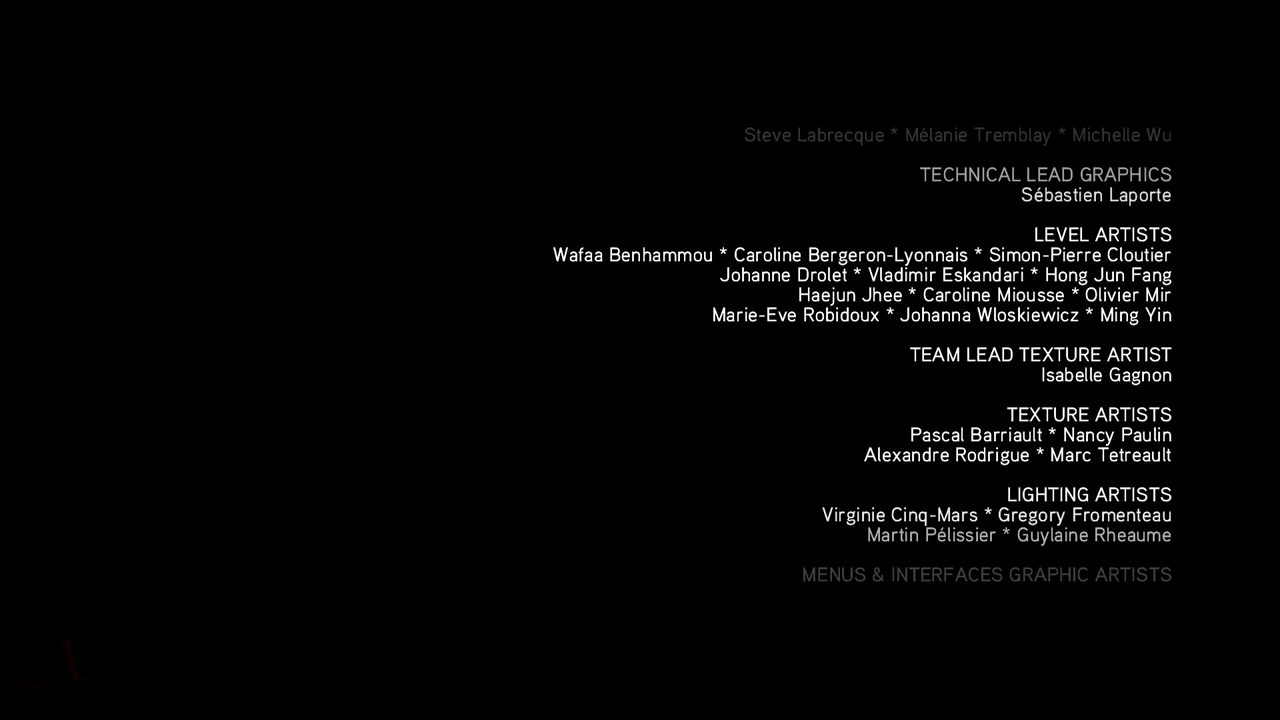 Steve Labrecque * Mélanie Tremblay * Michelle Wu
TECHNICAL LEAD GRAPHICS
Sébastien Laporte
LEVEL ARTISTS
Wafaa Benhammou * Caroline Bergeron-Lyonnais * Simon-Pierre Cloutier
Johanne Drolet * Vladimir Eskandari * Hong Jun Fang
Haejun Jhee * Caroline Miousse * Olivier Mir
Marie-Eve Robidoux * Johanna Wloskiewicz * Ming Yin
TEAM LEAD TEXTURE ARTIST
Isabelle Gagnon
TEXTURE ARTISTS
Pascal Barriault * Nancy Paulin
Alexandre Rodrigue * Marc Tetreault
LIGHTING ARTISTS
Virginie Cinq-Mars * Gregory Fromenteau
Martin Pélissier * Guylaine Rheaume
MENUS & INTERFACES GRAPHIC ARTISTS